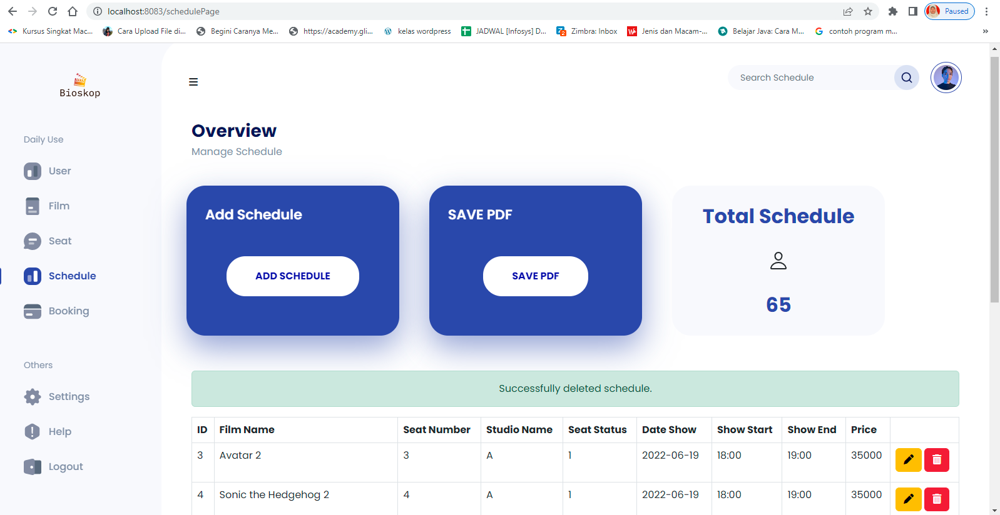 localhost:8083/schedulePage
Paused
Kursus Singkat Mac...
Cara Upload File di...
Begini Caranya Me...
https://academy.gli...
kelas wordpress
JADWAL [Infosys] D...
Zimbra: Inbox
Jenis dan Macam-...
Belajar Java: Cara M...
contoh program m...
»
Bioskop
Search Schedule
Daily Use
User
Film
Seat
Schedule
Booking
Others
Settings
Help
Logout
Overview
Manage Schedule
Add Schedule
ADD SCHEDULE
SAVE PDF
SAVE PDF
Total Schedule
65
Successfully deleted schedule.
ID Film Name Seat Number Studio Name Seat Status Date Show Show Start Show End Price
3 Avatar 2 3 A 1 2022-06-19 18:00 19:00 35000
4 Sonic the Hedgehog 2 4 A 1 2022-06-19 18:00 19:00 35000